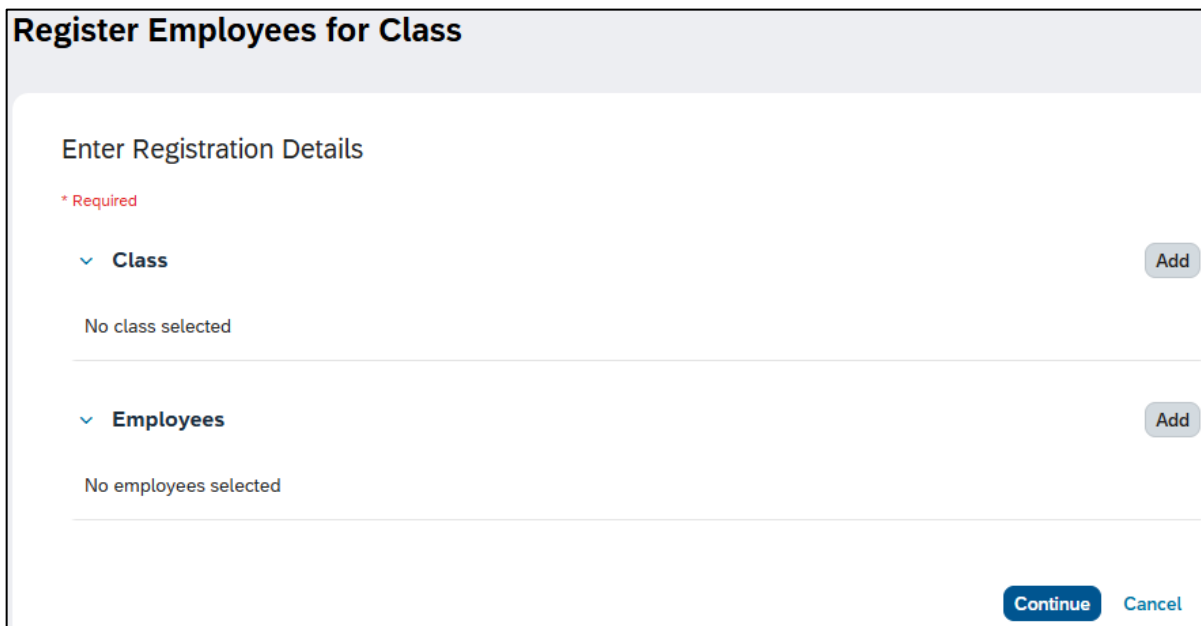 Register Employees for Class
Enter Registration Details
* Required
Class
Add
No class selected
Employees
Add
No employees selected
Continue
Cancel